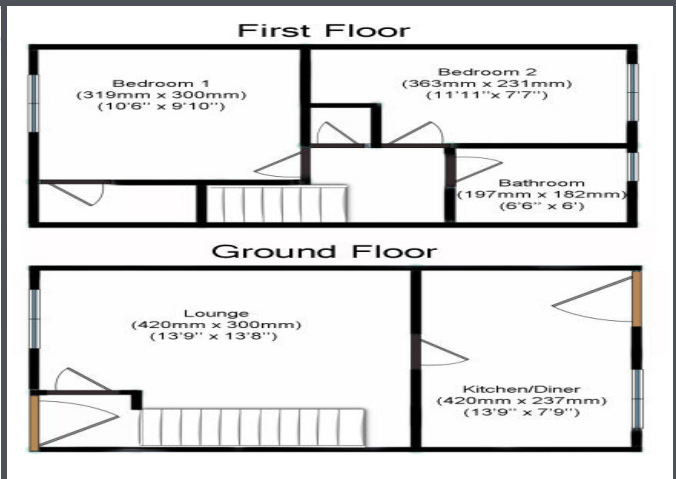 First Floor
Bedroom 1
(319mm x 300mm)
(10'6" x 9'10")
Bedroom 2
(363mm x 231mm)
(11'11"x 7'7")
Bathroom
(197mm x 182mm)
(6'6" x 6')
Ground Floor
Lounge
(420mm x 300mm)
(13'9" x 13'8")
Kitchen/Diner
(420mm x 237mm)
(13'9" x 7'9")